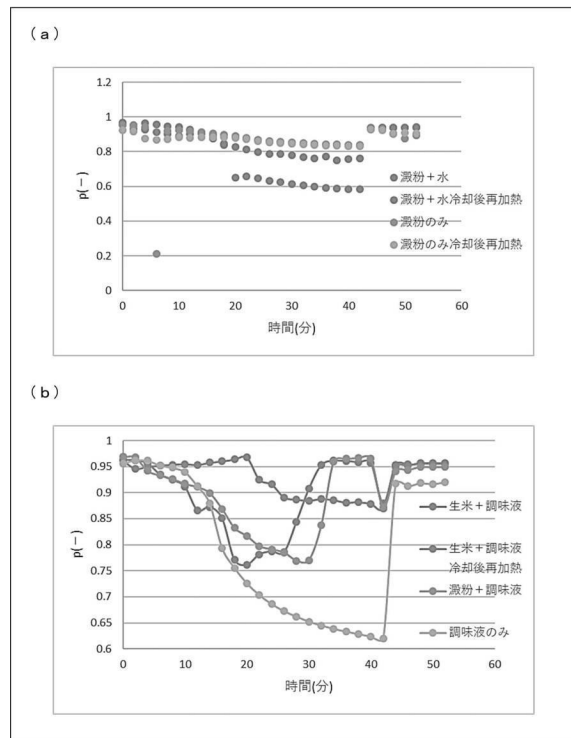 (a)
1.2
1
0.8
0.6
0.4
0.2
0
p(－)
0 10 20 30 40 50 60
時間(分)
澱粉＋水
澱粉＋水冷却後再加熱
澱粉のみ
澱粉のみ冷却後再加熱
(b)
1
0.95
0.9
0.85
0.8
0.75
0.7
0.65
0.6
p(－)
0 10 20 30 40 50 60
時間(分)
生米＋調味液
生米＋調味液
冷却後再加熱
澱粉＋調味液
調味液のみ